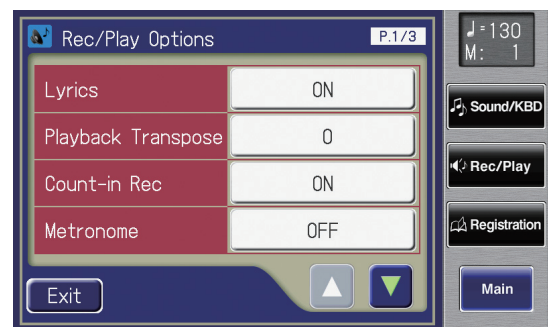 Rec/Play Options P.1/3
Lyrics ON
Playback Transpose 0
Count-in Rec ON
Metronome OFF
Exit
♩=130
M: 1
Sound/KBD
Rec/Play
Registration
Main